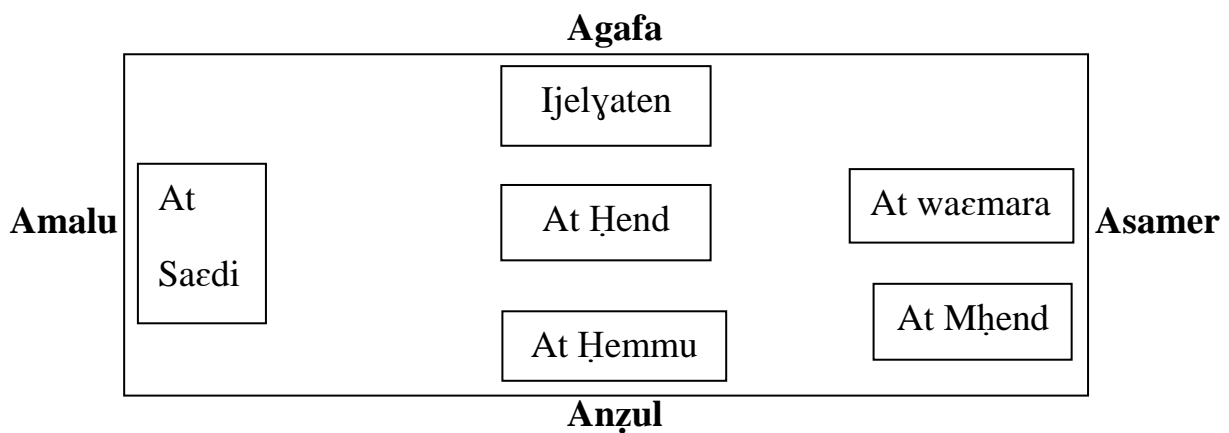 Agafa
Ijelɣaten
At
Saɛdi
At Ḥend
At waɛmara
Amalu
Asamer
At Ḥemmu
At Mḥend
Anẓul